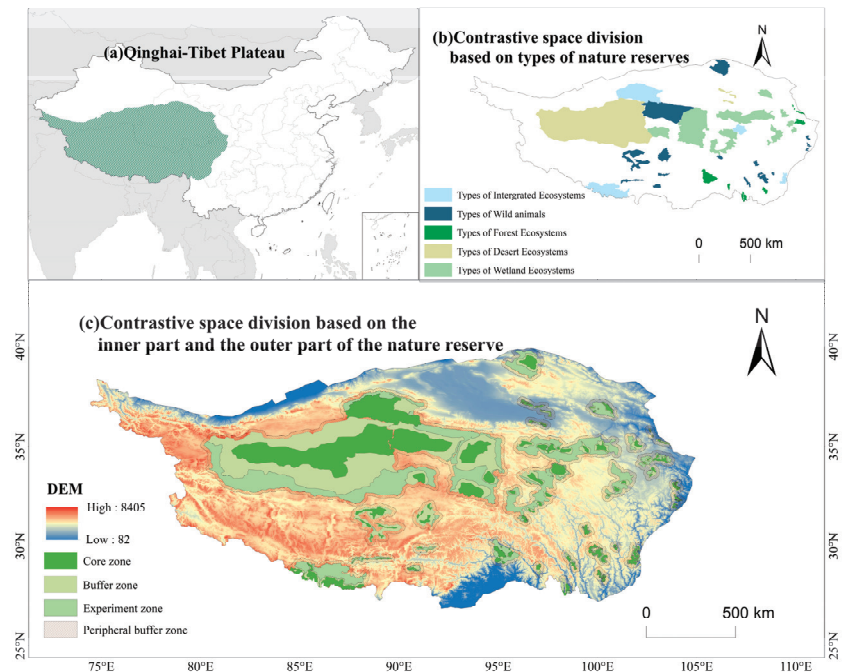 (a)Qinghai-Tibet Plateau
(b)Contrastive space division
based on types of nature reserves
N
Types of Intergrated Ecosystems
Types of Wild animals
Types of Forest Ecosystems
Types of Desert Ecosystems
Types of Wetland Ecosystems
0 500 km
(c)Contrastive space division based on the
inner part and the outer part of the nature reserve
N
40°N
35°N
30°N
25°N
40°N
35°N
30°N
25°N
DEM
High : 8405
Low : 82
Core zone
Buffer zone
Experiment zone
Peripheral buffer zone
0 500 km
75°E 80°E 85°E 90°E 95°E 100°E 105°E 110°E